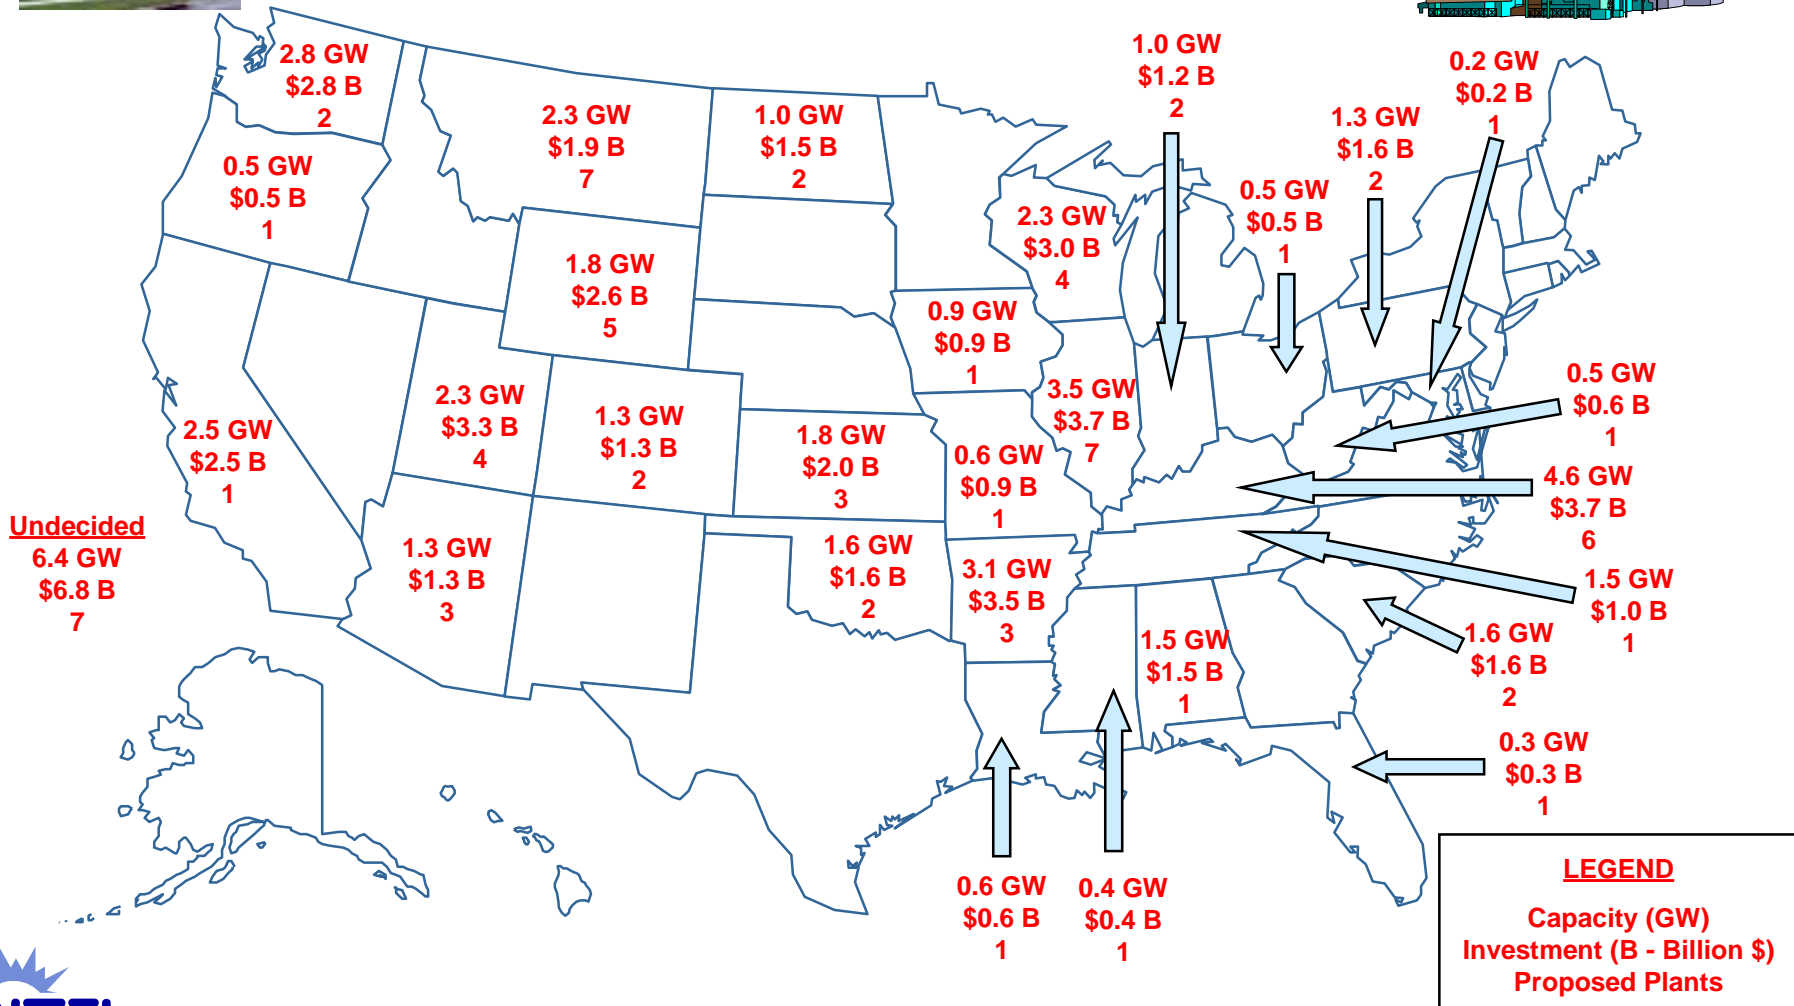 2.8 GW
$2.8 B
2
0.5 GW
$0.5 B
1
2.3 GW
$1.9 B
7
1.0 GW
$1.5 B
2
1.8 GW
$2.6 B
5
1.0 GW
$1.2 B
2
0.2 GW
$0.2 B
1
1.3 GW
$1.6 B
2
0.5 GW
$0.5 B
1
2.3 GW
$3.0 B
4
0.9 GW
$0.9 B
1
2.5 GW
$2.5 B
1
2.3 GW
$3.3 B
4
1.3 GW
$1.3 B
2
1.8 GW
$2.0 B
3
0.6 GW
$0.9 B
1
3.5 GW
$3.7 B
7
0.5 GW
$0.6 B
1
4.6 GW
$3.7 B
6
Undecided
6.4 GW
$6.8 B
7
1.3 GW
$1.3 B
3
1.6 GW
$1.6 B
2
3.1 GW
$3.5 B
3
1.5 GW
$1.5 B
1
1.5 GW
$1.0 B
1
1.6 GW
$1.6 B
2
0.3 GW
$0.3 B
1
0.6 GW
$0.6 B
1
0.4 GW
$0.4 B
1
LEGEND
Capacity (GW)
Investment (B - Billion $)
Proposed Plants